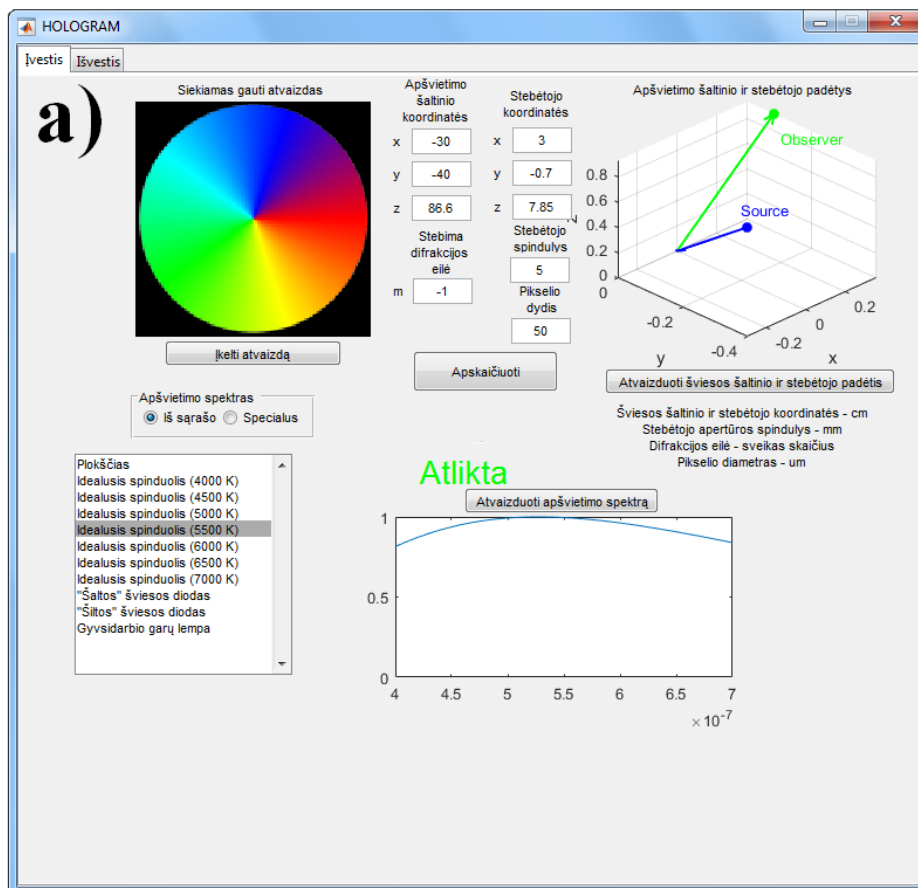 HOLOGRAM
Įvestis
Išvestis
a)
Siekiamas gauti atvaizdas
Įkelti atvaizdą
Apšvietimo
šaltinio
koordinatės
x -30
y -40
z 86.6
Stebima
difrakcijos
eilė
m -1
Stebėtojo
koordinatės
x 3
y -0.7
z 7.85
Stebėtojo
spindulys
5
Pikselio
dydis
50
Apskaičiuoti
Apšvietimo šaltinio ir stebėtojo padėtys
Observer
Source
z
0.8
0.6
0.4
0.2
0
0
-0.2
-0.4
y
-0.2
0
0.2
x
Atvaizduoti šviesos šaltinio ir stebėtojo padėtis
Šviesos šaltinio ir stebėtojo koordinatės - cm
Stebėtojo apertūros spindulys - mm
Difrakcijos eilė - sveikas skaičius
Pikselio diametras - um
Apšvietimo spektras
Iš sąrašo
Specialus
Plokščias
Idealusis spinduolis (4000 K)
Idealusis spinduolis (4500 K)
Idealusis spinduolis (5000 K)
Idealusis spinduolis (5500 K)
Idealusis spinduolis (6000 K)
Idealusis spinduolis (6500 K)
Idealusis spinduolis (7000 K)
"Šaltos" šviesos diodas
"Šiltos" šviesos diodas
Gyvsidabrio garų lempa
Atlikta
Atvaizduoti apšvietimo spektrą
1
0.5
0
4 4.5 5 5.5 6 6.5 7
× 10⁻⁷